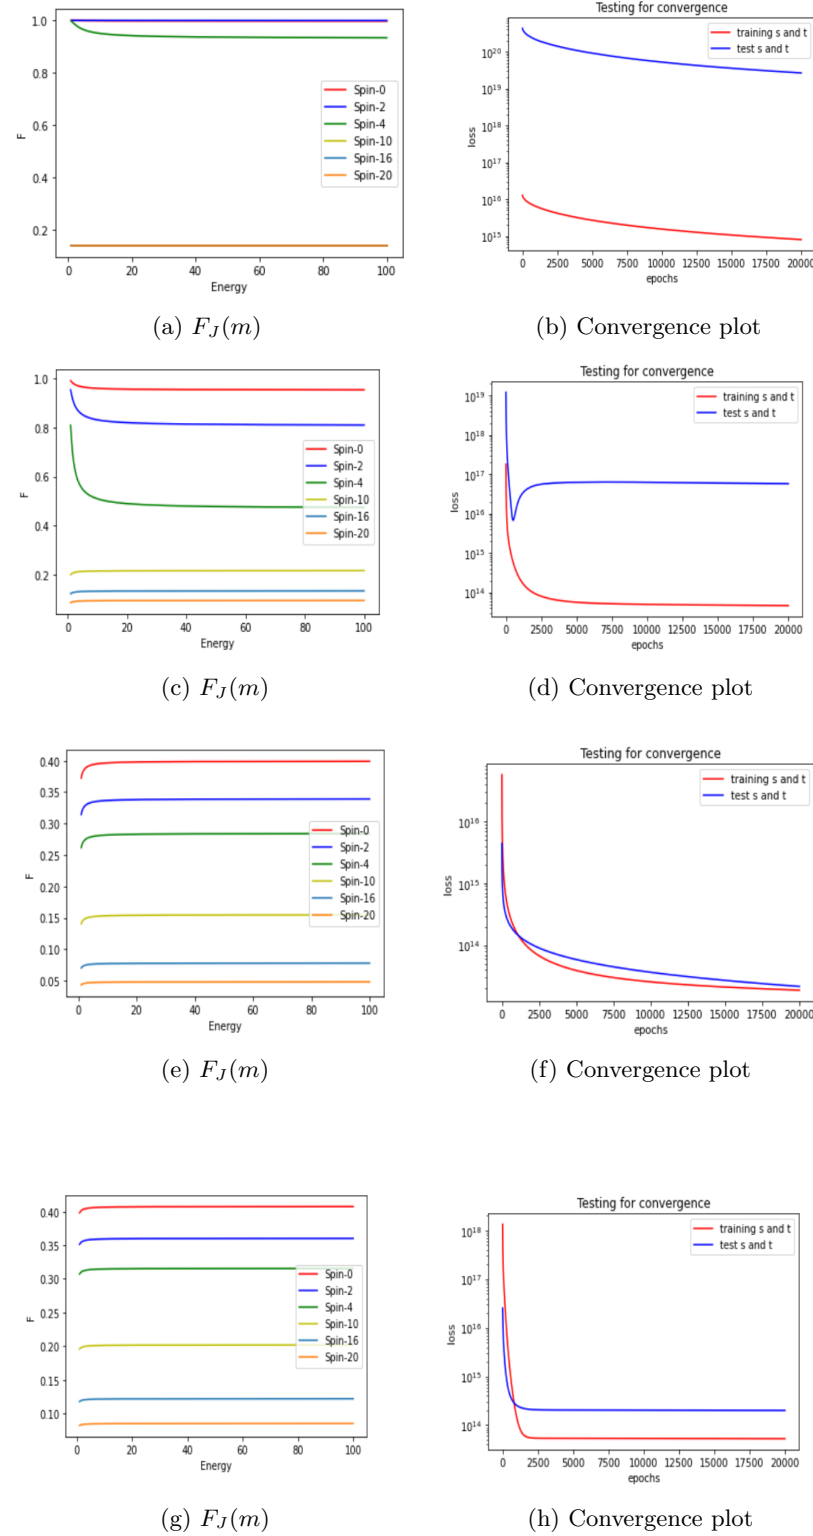 1.0
0.8
0.6
0.4
0.2
F
Spin-0
Spin-2
Spin-4
Spin-10
Spin-16
Spin-20
0 20 40 60 80 100
Energy
(a) F_J(m)
Testing for convergence
training s and t
test s and t
10^20
10^19
10^18
10^17
10^16
10^15
loss
0 2500 5000 7500 10000 12500 15000 17500 20000
epochs
(b) Convergence plot
1.0
0.8
0.6
0.4
0.2
F
Spin-0
Spin-2
Spin-4
Spin-10
Spin-16
Spin-20
0 20 40 60 80 100
Energy
(c) F_J(m)
Testing for convergence
training s and t
test s and t
10^19
10^18
10^17
10^16
10^15
10^14
loss
0 2500 5000 7500 10000 12500 15000 17500 20000
epochs
(d) Convergence plot
0.40
0.35
0.30
0.25
0.20
0.15
0.10
0.05
F
Spin-0
Spin-2
Spin-4
Spin-10
Spin-16
Spin-20
0 20 40 60 80 100
Energy
(e) F_J(m)
Testing for convergence
training s and t
test s and t
10^16
10^15
10^14
loss
0 2500 5000 7500 10000 12500 15000 17500 20000
epochs
(f) Convergence plot
0.40
0.35
0.30
0.25
0.20
0.15
0.10
F
Spin-0
Spin-2
Spin-4
Spin-10
Spin-16
Spin-20
0 20 40 60 80 100
Energy
(g) F_J(m)
Testing for convergence
training s and t
test s and t
10^18
10^17
10^16
10^15
10^14
loss
0 2500 5000 7500 10000 12500 15000 17500 20000
epochs
(h) Convergence plot